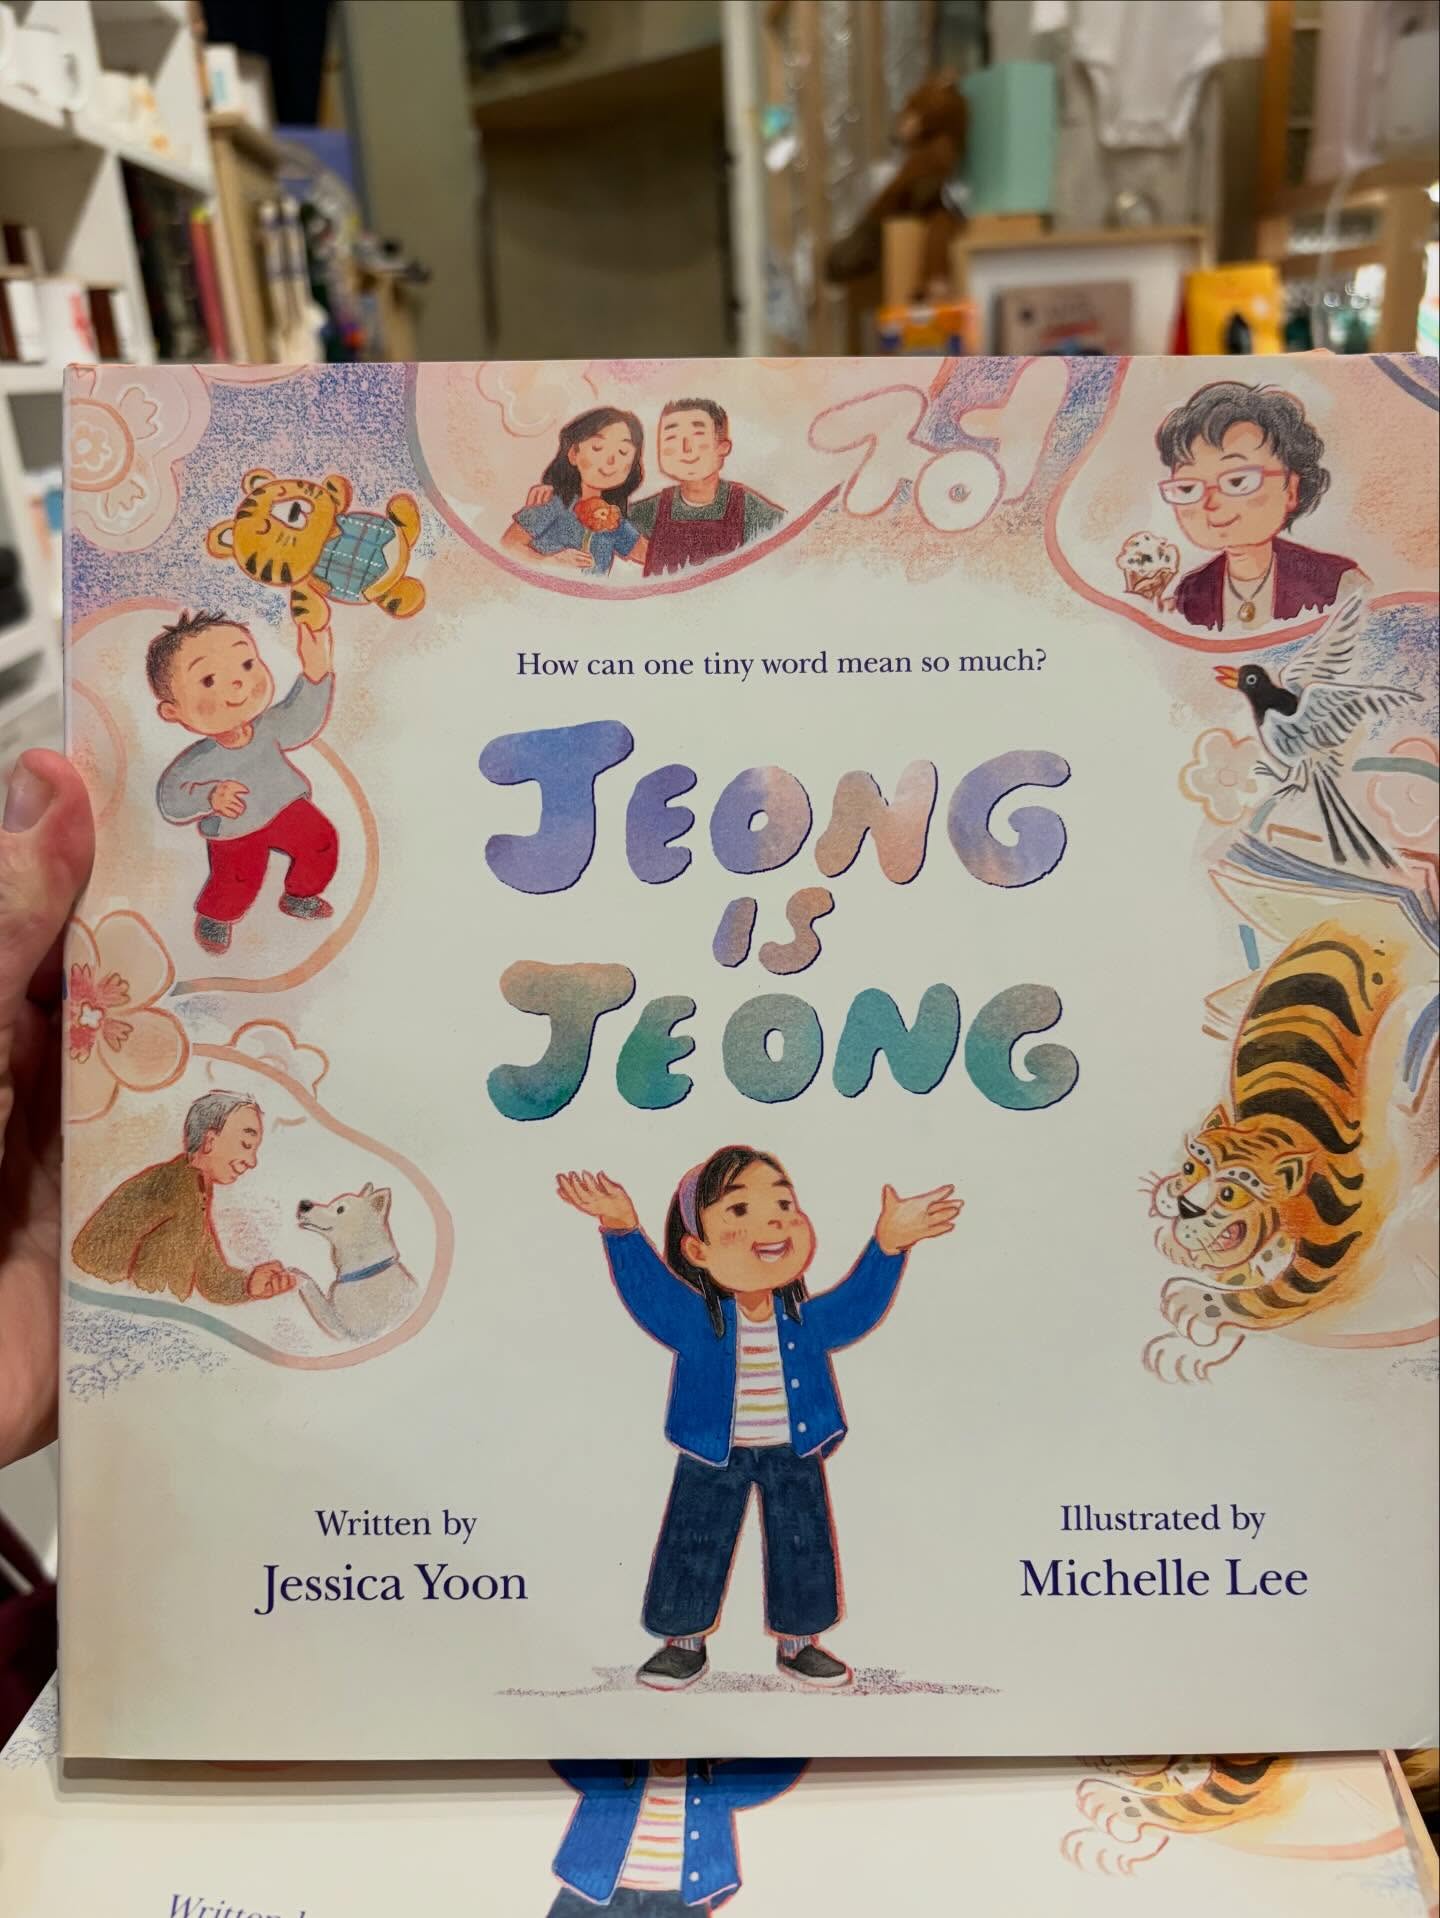 정
How can one tiny word mean so much?
JEONG
IS
JEONG
Written by
Jessica Yoon
Illustrated by
Michelle Lee
Written